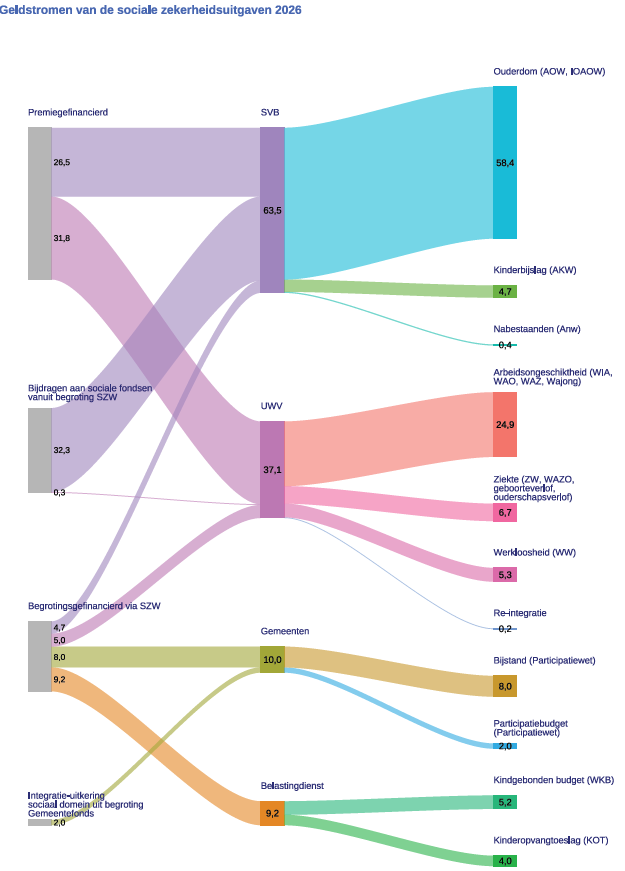 Geldstromen van de sociale zekerheidsuitgaven 2026
Ouderdom (AOW, IOAOW)
Premiegefinancierd
SVB
26,5
58,4
63,5
31,8
Kinderbijslag (AKW)
4,7
Nabestaanden (Anw)
0,4
Arbeidsongeschiktheid (WIA,
WAO, WAZ, Wajong)
Bijdragen aan sociale fondsen
vanuit begroting SZW
UWV
24,9
32,3
37,1
Ziekte (ZW, WAZO,
geboorteverlof,
ouderschapsverlof)
0,3
6,7
Werkloosheid (WW)
5,3
Begrotingsgefinancierd via SZW
Re-integratie
4,7
0,2
Gemeenten
5,0
8,0
10,0
Bijstand (Participatiewet)
9,2
8,0
Participatiebudget
(Participatiewet)
2,0
Kindgebonden budget (WKB)
Belastingdienst
Integratie-uitkering
sociaal domein uit begroting
Gemeentefonds
5,2
9,2
2,0
Kinderopvangtoeslag (KOT)
4,0